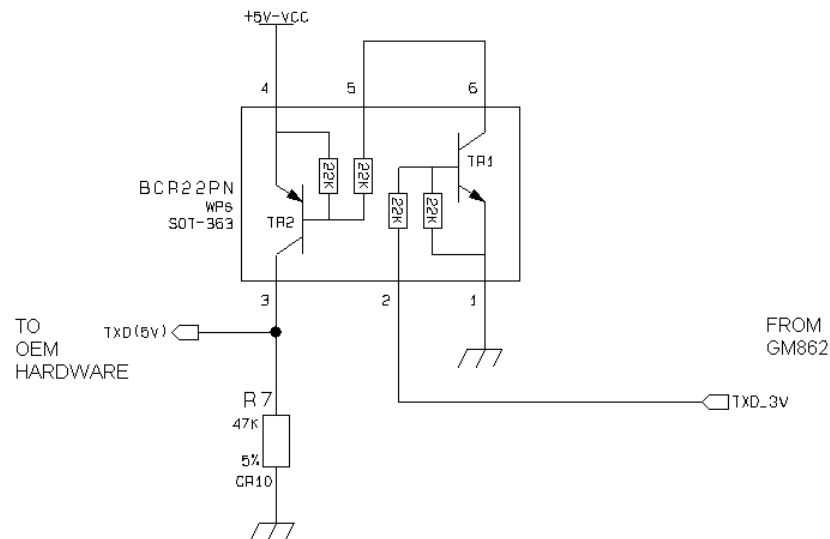 +5V-VCC
4
5
6
22K
22K
TR1
BCR22PN
WP6
SOT-363
22K
22K
TR2
3
2
1
TO
OEM
HARDWARE
TXD(5V)
FROM
GM862
R7
47K
5%
CR10
TXD_3V